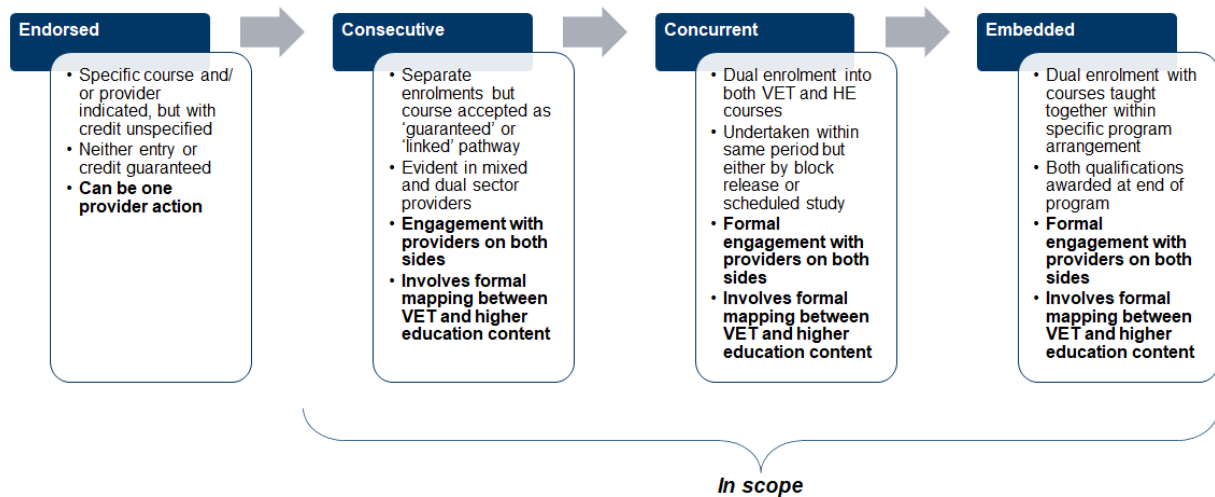 Endorsed
• Specific course and/
or provider
indicated, but with
credit unspecified
• Neither entry or
credit guaranteed
• Can be one
provider action
Consecutive
• Separate
enrolments but
course accepted as
‘guaranteed’ or
‘linked’ pathway
• Evident in mixed
and dual sector
providers
• Engagement with
providers on both
sides
• Involves formal
mapping between
VET and higher
education content
Concurrent
• Dual enrolment into
both VET and HE
courses
• Undertaken within
same period but
either by block
release or
scheduled study
• Formal
engagement with
providers on both
sides
• Involves formal
mapping between
VET and higher
education content
Embedded
• Dual enrolment with
courses taught
together within
specific program
arrangement
• Both qualifications
awarded at end of
program
• Formal
engagement with
providers on both
sides
• Involves formal
mapping between
VET and higher
education content
In scope